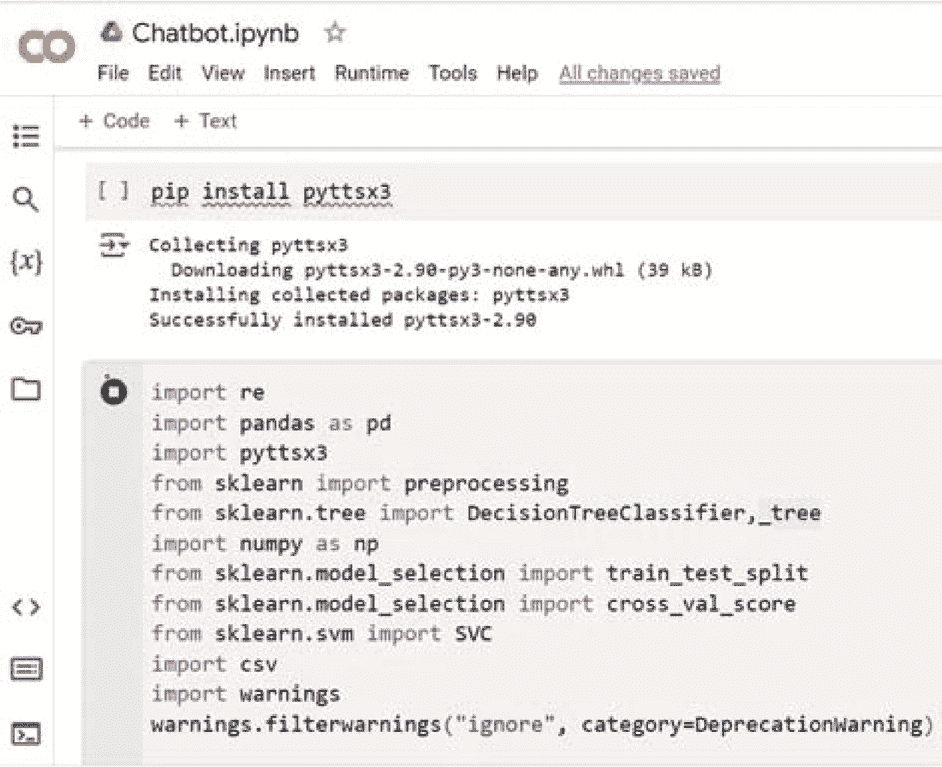 CO Chatbot.ipynb
File Edit View Insert Runtime Tools Help All changes saved
+ Code + Text
[ ] pip install pyttsx3
Collecting pyttsx3
Downloading pyttsx3-2.90-py3-none-any.whl (39 kB)
Installing collected packages: pyttsx3
Successfully installed pyttsx3-2.90
{x}
import re
import pandas as pd
import pyttsx3
from sklearn import preprocessing
from sklearn.tree import DecisionTreeClassifier,_tree
import numpy as np
from sklearn.model_selection import train_test_split
from sklearn.model_selection import cross_val_score
from sklearn.svm import SVC
import csv
import warnings
warnings.filterwarnings("ignore", category=DeprecationWarning)